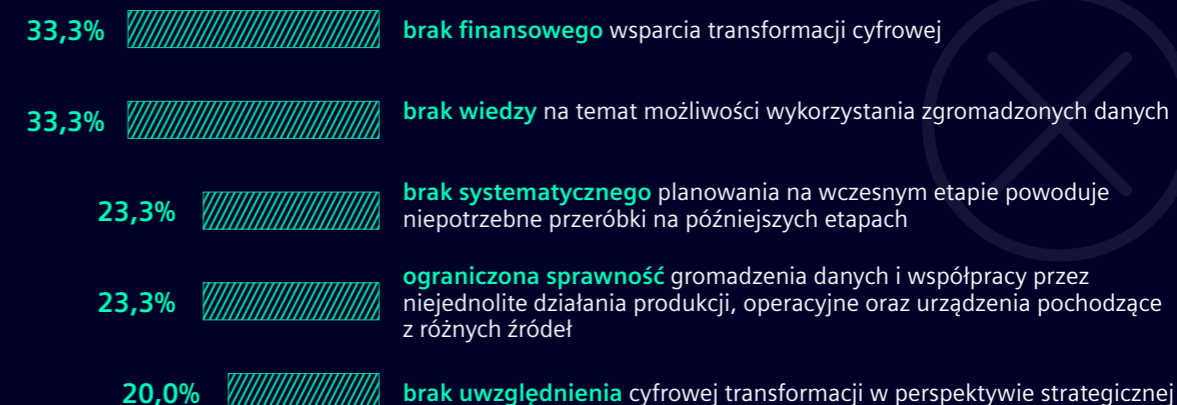 33,3% brak finansowego wsparcia transformacji cyfrowej
33,3% brak wiedzy na temat możliwości wykorzystania zgromadzonych danych
23,3% brak systematycznego planowania na wczesnym etapie powoduje
niepotrzebne przeróbki na późniejszych etapach
23,3% ograniczona sprawność gromadzenia danych i współpracy przez
niejednolite działania produkcji, operacyjne oraz urządzenia pochodzące
z różnych źródeł
20,0% brak uwzględnienia cyfrowej transformacji w perspektywie strategicznej